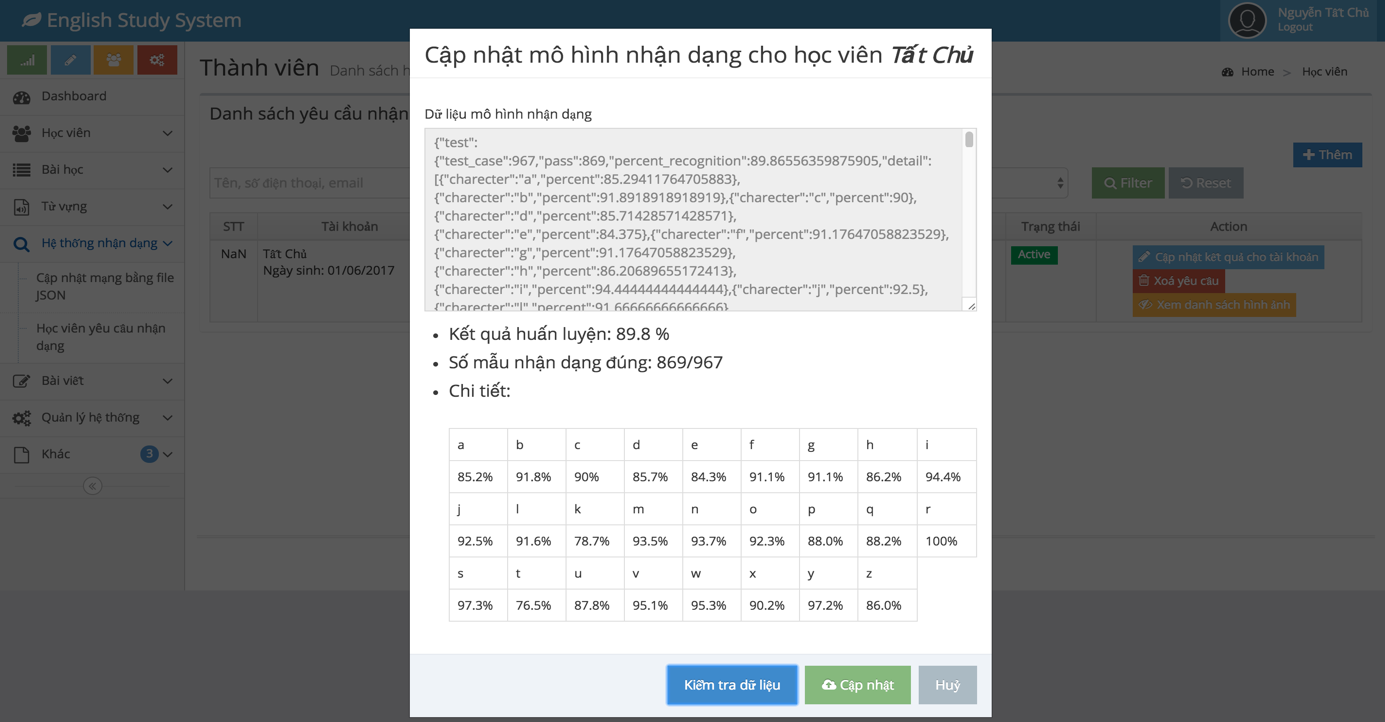 English Study System
Nguyễn Tất Chủ
Logout
Thành viên Danh sách h
Home > Học viên
Dashboard
Học viên
Bài học
Từ vựng
Hệ thống nhận dạng
Cập nhật mạng bằng file
JSON
Học viên yêu cầu nhận
dạng
Bài viết
Quản lý hệ thống
Khác 3
Danh sách yêu cầu nhận
Thêm
Tên, số điện thoại, email
Filter Reset
STT Tài khoản Trạng thái Action
NaN Tất Chủ
Ngày sinh: 01/06/2017
Active
Cập nhật kết quả cho tài khoản
Xoá yêu cầu
Xem danh sách hình ảnh
Cập nhật mô hình nhận dạng cho học viên Tất Chủ
Dữ liệu mô hình nhận dạng
{"test":
{"test_case":967,"pass":869,"percent_recognition":89.86556359875905,"detail":
[{"charecter":"a","percent":85.29411764705883},
{"charecter":"b","percent":91.8918918918919},{"charecter":"c","percent":90},
{"charecter":"d","percent":85.71428571428571},
{"charecter":"e","percent":84.375},{"charecter":"f","percent":91.17647058823529},
{"charecter":"g","percent":91.17647058823529},
{"charecter":"h","percent":86.20689655172413},
{"charecter":"i","percent":94.44444444444444},{"charecter":"j","percent":92.5},
{"charecter":"l","percent":91.66666666666666},
Kết quả huấn luyện: 89.8 %
Số mẫu nhận dạng đúng: 869/967
Chi tiết:
a b c d e f g h i
85.2% 91.8% 90% 85.7% 84.3% 91.1% 91.1% 86.2% 94.4%
j l k m n o p q r
92.5% 91.6% 78.7% 93.5% 93.7% 92.3% 88.0% 88.2% 100%
s t u v w x y z
97.3% 76.5% 87.8% 95.1% 95.3% 90.2% 97.2% 86.0%
Kiểm tra dữ liệu Cập nhật Huỷ